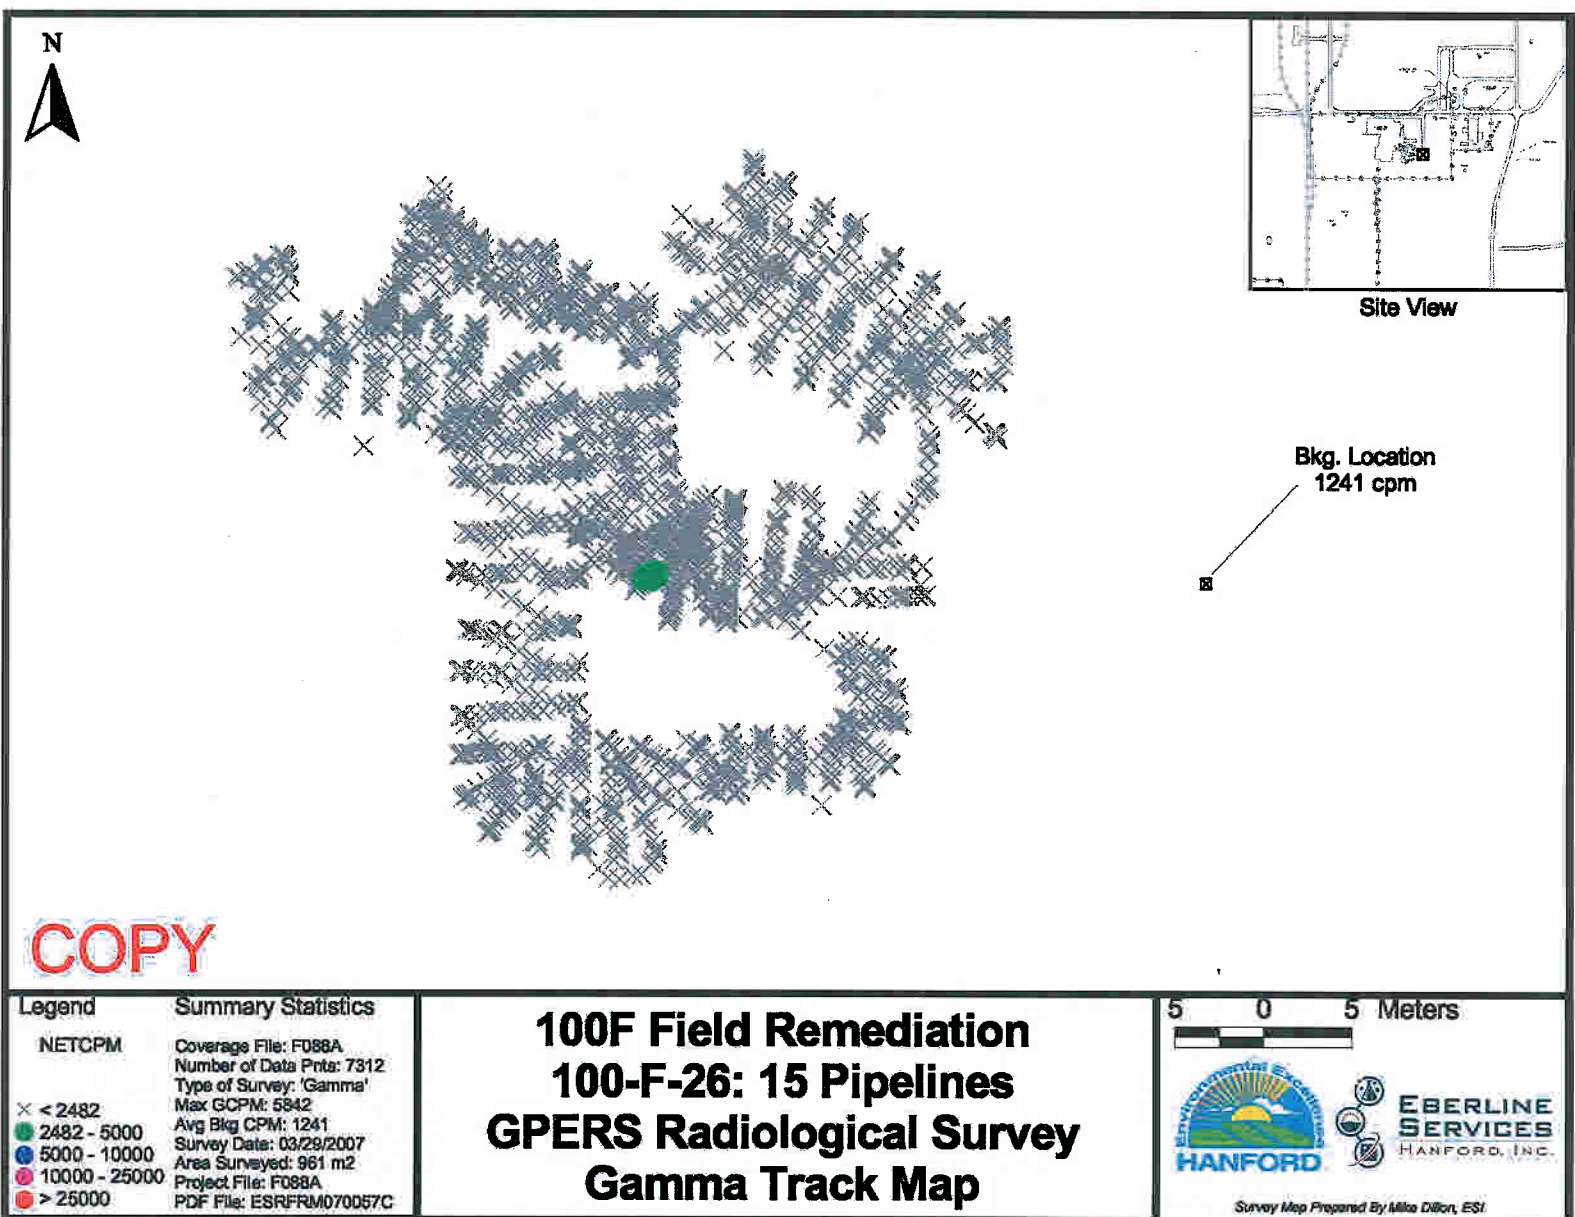 N
Site View
Bkg. Location
1241 cpm
COPY
Legend
NETCPM
< 2482
2482 - 5000
5000 - 10000
10000 - 25000
> 25000
Summary Statistics
Coverage File: F088A
Number of Data Pnts: 7312
Type of Survey: 'Gamma'
Max GCPM: 5842
Avg Bkg CPM: 1241
Survey Date: 03/29/2007
Area Surveyed: 961 m2
Project File: F088A
PDF File: ESRFRM070057C
100F Field Remediation
100-F-26: 15 Pipelines
GPERS Radiological Survey
Gamma Track Map
5 0 5 Meters
Environmental Excellence
HANFORD
EBERLINE
SERVICES
HANFORD, INC.
Survey Map Prepared By Mike Dillon, ESI